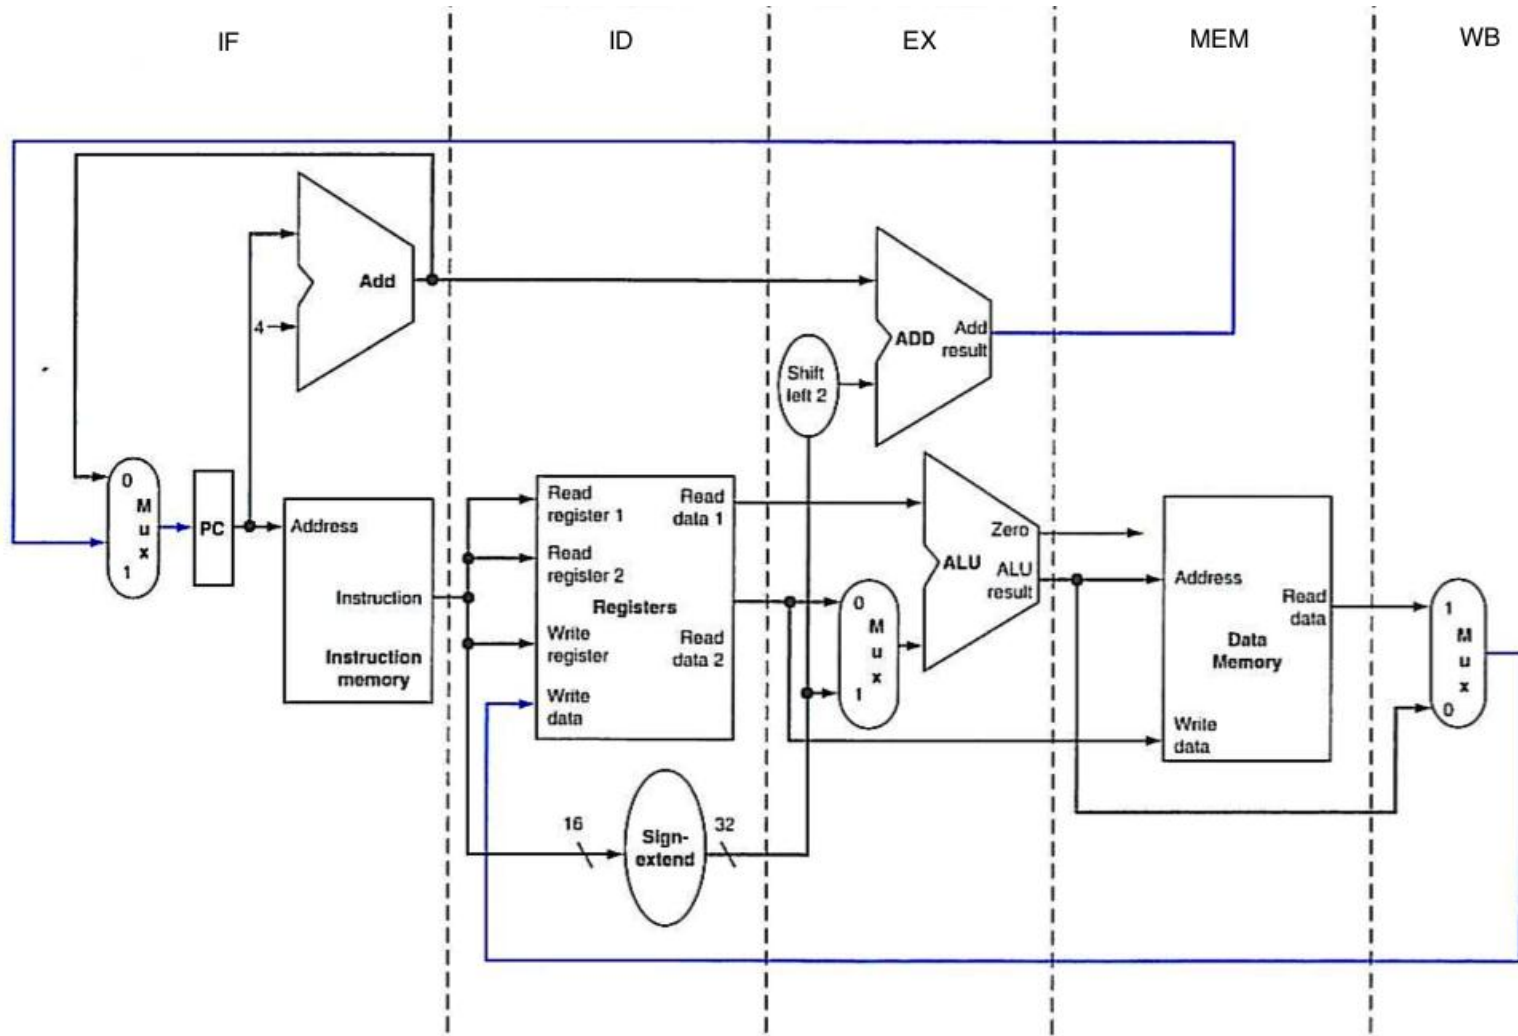 IF
ID
EX
MEM
WB
Add
4
ADD
Add
result
Shift
left 2
0
M
u
x
1
PC
Address
Instruction
Instruction
memory
Read
register 1
Read
register 2
Write
register
Write
data
Read
data 1
Registers
Read
data 2
16
Sign-
extend
32
0
M
u
x
1
Zero
ALU
ALU
result
Address
Read
data
Data
Memory
Write
data
1
M
u
x
0